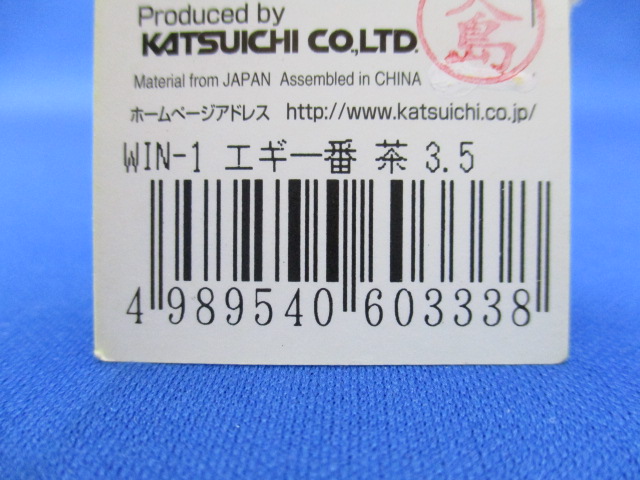 Produced by
KATSUICHI CO.,LTD.
島
Material from JAPAN Assembled in CHINA
ホームページアドレス http://www.katsuichi.co.jp/
WIN-1 エギ一番 茶 3.5
4 989540 603338